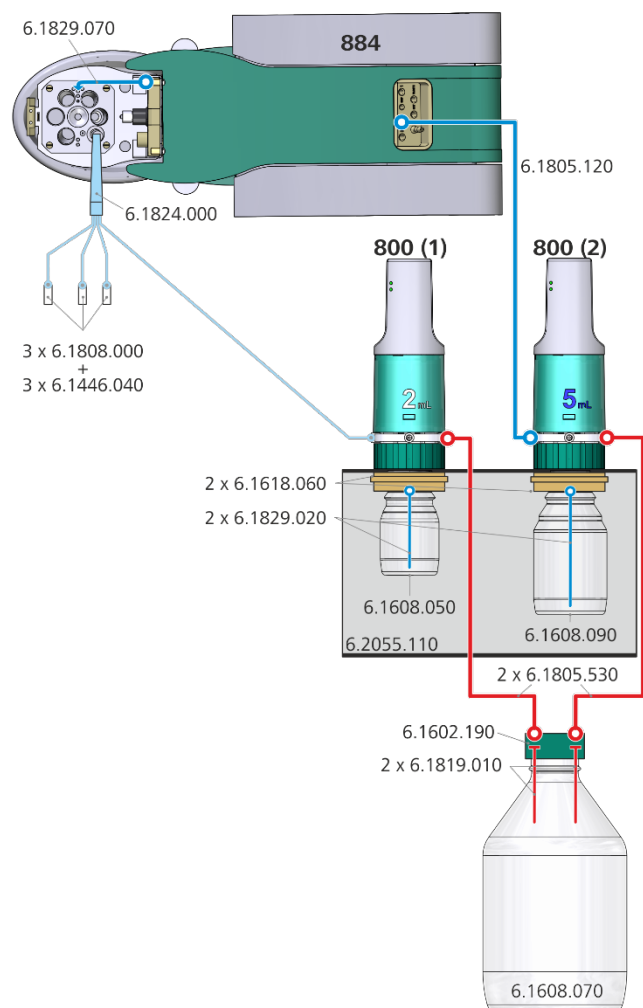 6.1829.070
884
6.1805.120
6.1824.000
800 (1)
800 (2)
3 x 6.1808.000
+
3 x 6.1446.040
2 mL
5 mL
2 x 6.1618.060
2 x 6.1829.020
6.1608.050
6.1608.090
6.2055.110
2 x 6.1805.530
6.1602.190
2 x 6.1819.010
6.1608.070